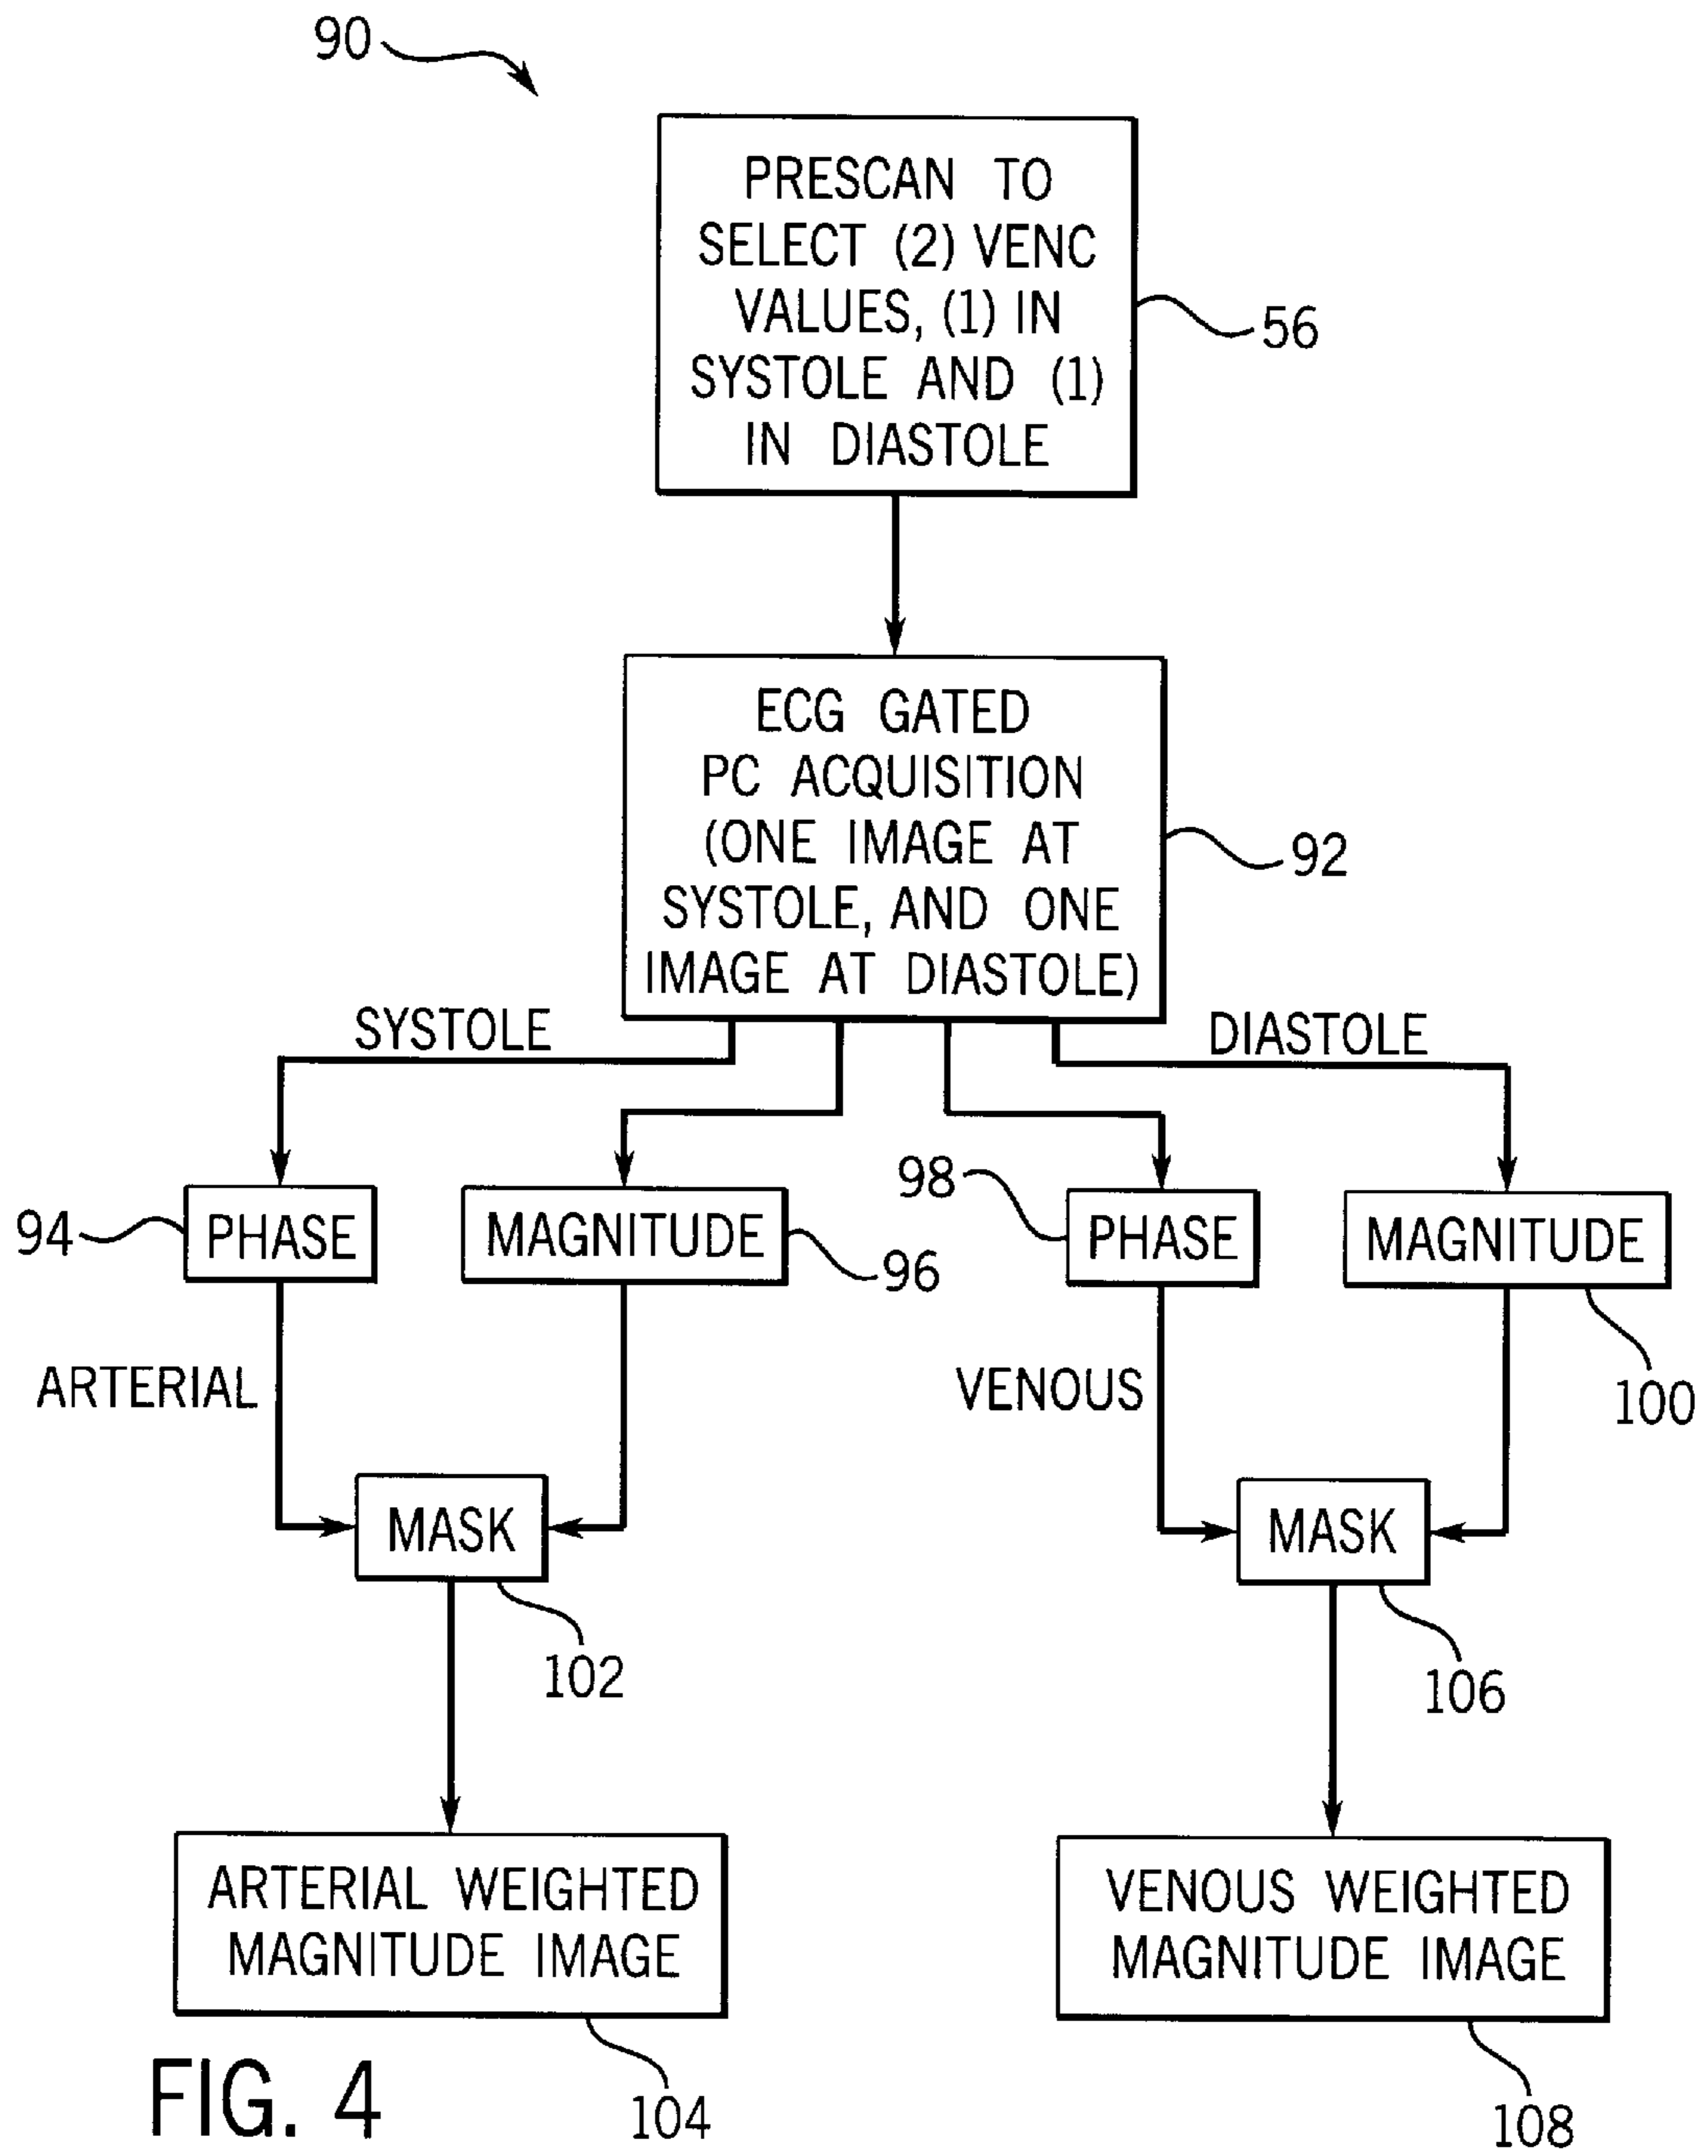 90
PRESCAN TO
SELECT (2) VENC
VALUES, (1) IN
SYSTOLE AND (1)
IN DIASTOLE
56
ECG GATED
PC ACQUISITION
(ONE IMAGE AT
SYSTOLE, AND ONE
IMAGE AT DIASTOLE)
92
SYSTOLE
DIASTOLE
94
PHASE
MAGNITUDE
96
98
PHASE
MAGNITUDE
100
ARTERIAL
VENOUS
MASK
102
MASK
106
ARTERIAL WEIGHTED
MAGNITUDE IMAGE
104
VENOUS WEIGHTED
MAGNITUDE IMAGE
108
FIG. 4